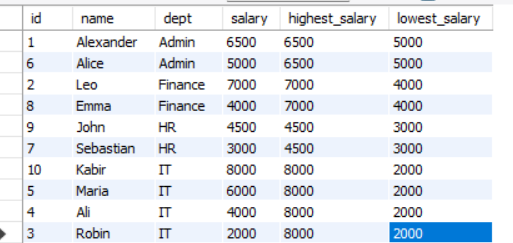 id name dept salary highest_salary lowest_salary
1 Alexander Admin 6500 6500 5000
6 Alice Admin 5000 6500 5000
2 Leo Finance 7000 7000 4000
8 Emma Finance 4000 7000 4000
9 John HR 4500 4500 3000
7 Sebastian HR 3000 4500 3000
10 Kabir IT 8000 8000 2000
5 Maria IT 6000 8000 2000
4 Ali IT 4000 8000 2000
3 Robin IT 2000 8000 2000